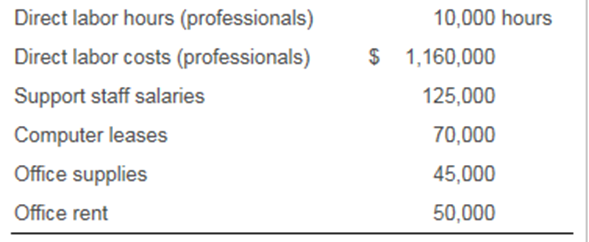 Direct labor hours (professionals) 10,000 hours
Direct labor costs (professionals) $ 1,160,000
Support staff salaries 125,000
Computer leases 70,000
Office supplies 45,000
Office rent 50,000